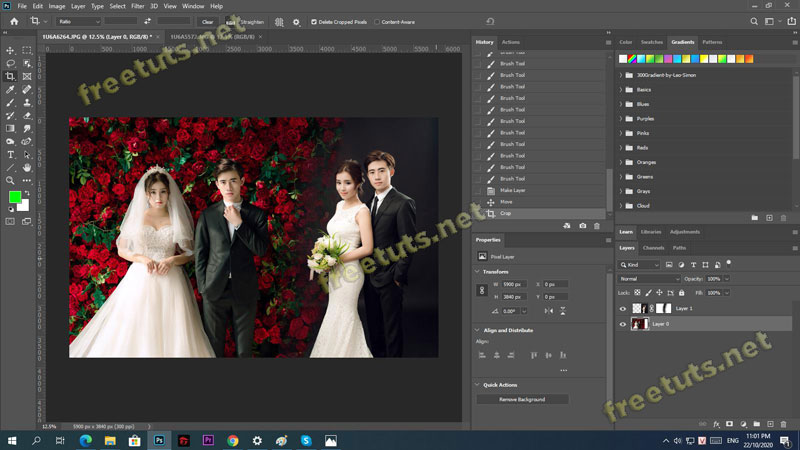 File Edit Image Layer Type Select Filter 3D View Window Help
Ratio Clear Straighten Delete Cropped Pixels Content-Aware
1U6A6264.JPG @ 12.5% (Layer 0, RGB/8) *
1U6A5572.JPG @ 12.5% (RGB/8)
freetuts.net
freetuts.net
freetuts.net
12.5% 5900 px x 3840 px (300 ppi)
History Actions
Brush Tool
Brush Tool
Brush Tool
Brush Tool
Brush Tool
Brush Tool
Brush Tool
Brush Tool
Brush Tool
Brush Tool
Brush Tool
Make Layer
Move
Crop
Properties
Pixel Layer
Transform
W 5900 px X 0 px
H 3840 px Y 0 px
0.00°
Align and Distribute
Align:
Quick Actions
Remove Background
Color Swatches Gradients Patterns
300Gradient-by-Leo-Simon
Basics
Blues
Purples
Pinks
Reds
Oranges
Greens
Grays
Cloud
Learn Libraries Adjustments
Layers Channels Paths
Kind
Normal Opacity: 100%
Lock: Fill: 100%
Layer 1
Layer 0
ENG
11:01 PM
22/10/2020